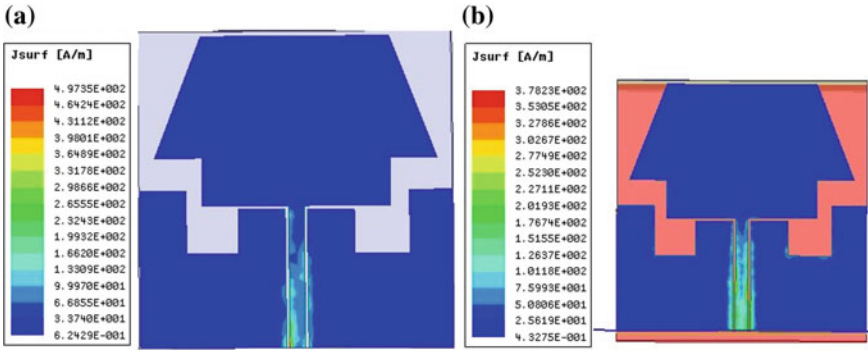 (a)
Jsurf [A/m]
4.9735E+002
4.6424E+002
4.3112E+002
3.9801E+002
3.6489E+002
3.3178E+002
2.9866E+002
2.6555E+002
2.3243E+002
1.9932E+002
1.6620E+002
1.3309E+002
9.9970E+001
6.6855E+001
3.3740E+001
6.2429E-001
(b)
Jsurf [A/m]
3.7823E+002
3.5305E+002
3.2786E+002
3.0267E+002
2.7749E+002
2.5230E+002
2.2711E+002
2.0193E+002
1.7674E+002
1.5155E+002
1.2637E+002
1.0118E+002
7.5993E+001
5.0806E+001
2.5619E+001
4.3275E-001